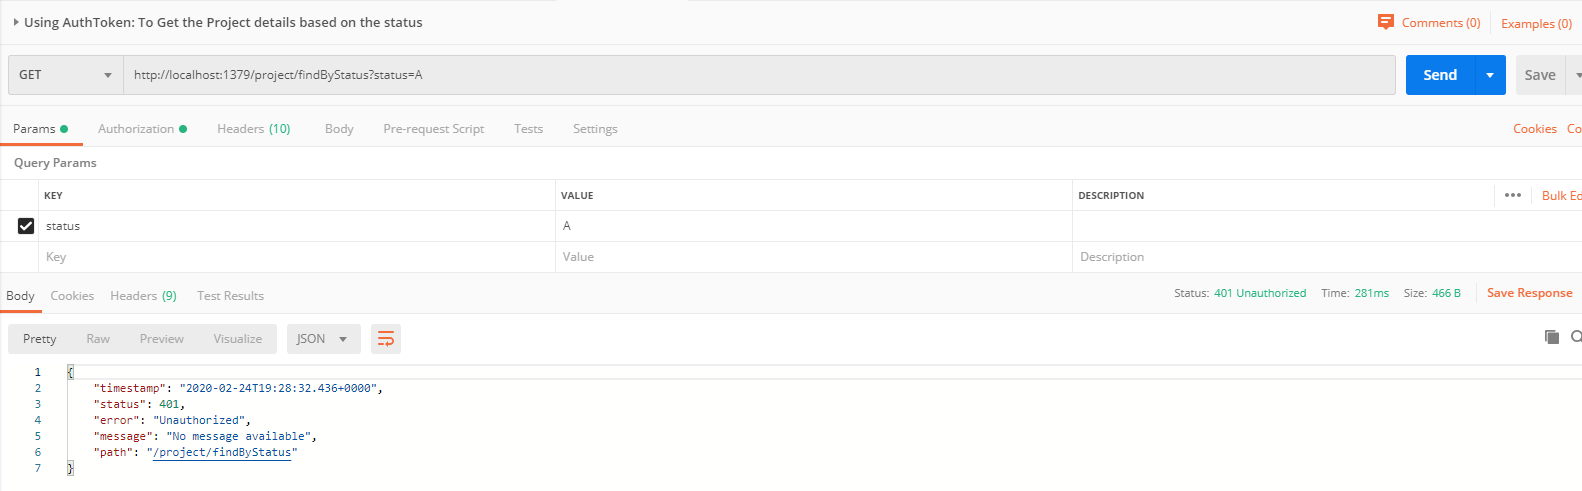 Using AuthToken: To Get the Project details based on the status
Comments (0) Examples (0)
GET http://localhost:1379/project/findByStatus?status=A Send Save
Params Authorization Headers (10) Body Pre-request Script Tests Settings Cookies Co
Query Params
KEY VALUE DESCRIPTION ••• Bulk Ed
status A
Key Value Description
Body Cookies Headers (9) Test Results Status: 401 Unauthorized Time: 281ms Size: 466 B Save Response
Pretty Raw Preview Visualize JSON
1 {
2 "timestamp": "2020-02-24T19:28:32.436+0000",
3 "status": 401,
4 "error": "Unauthorized",
5 "message": "No message available",
6 "path": "/project/findByStatus"
7 }